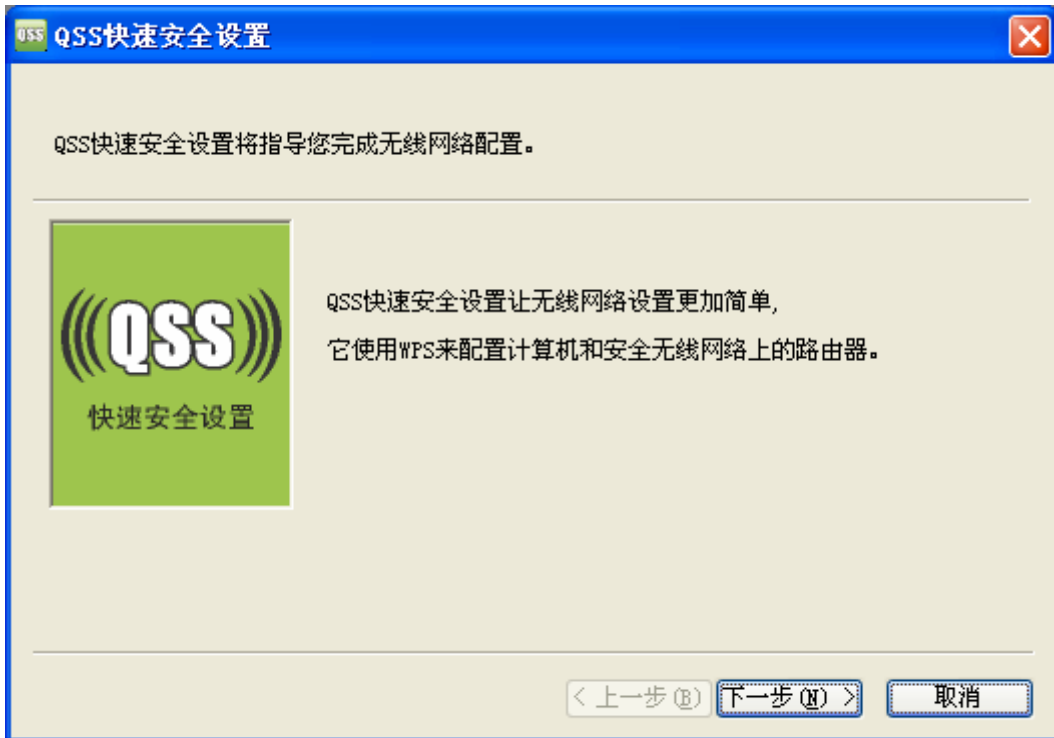 QSS QSS快速安全设置
QSS快速安全设置将指导您完成无线网络配置。
(((QSS)))
快速安全设置
QSS快速安全设置让无线网络设置更加简单,
它使用WPS来配置计算机和安全无线网络上的路由器。
< 上一步(B) 下一步(N) > 取消